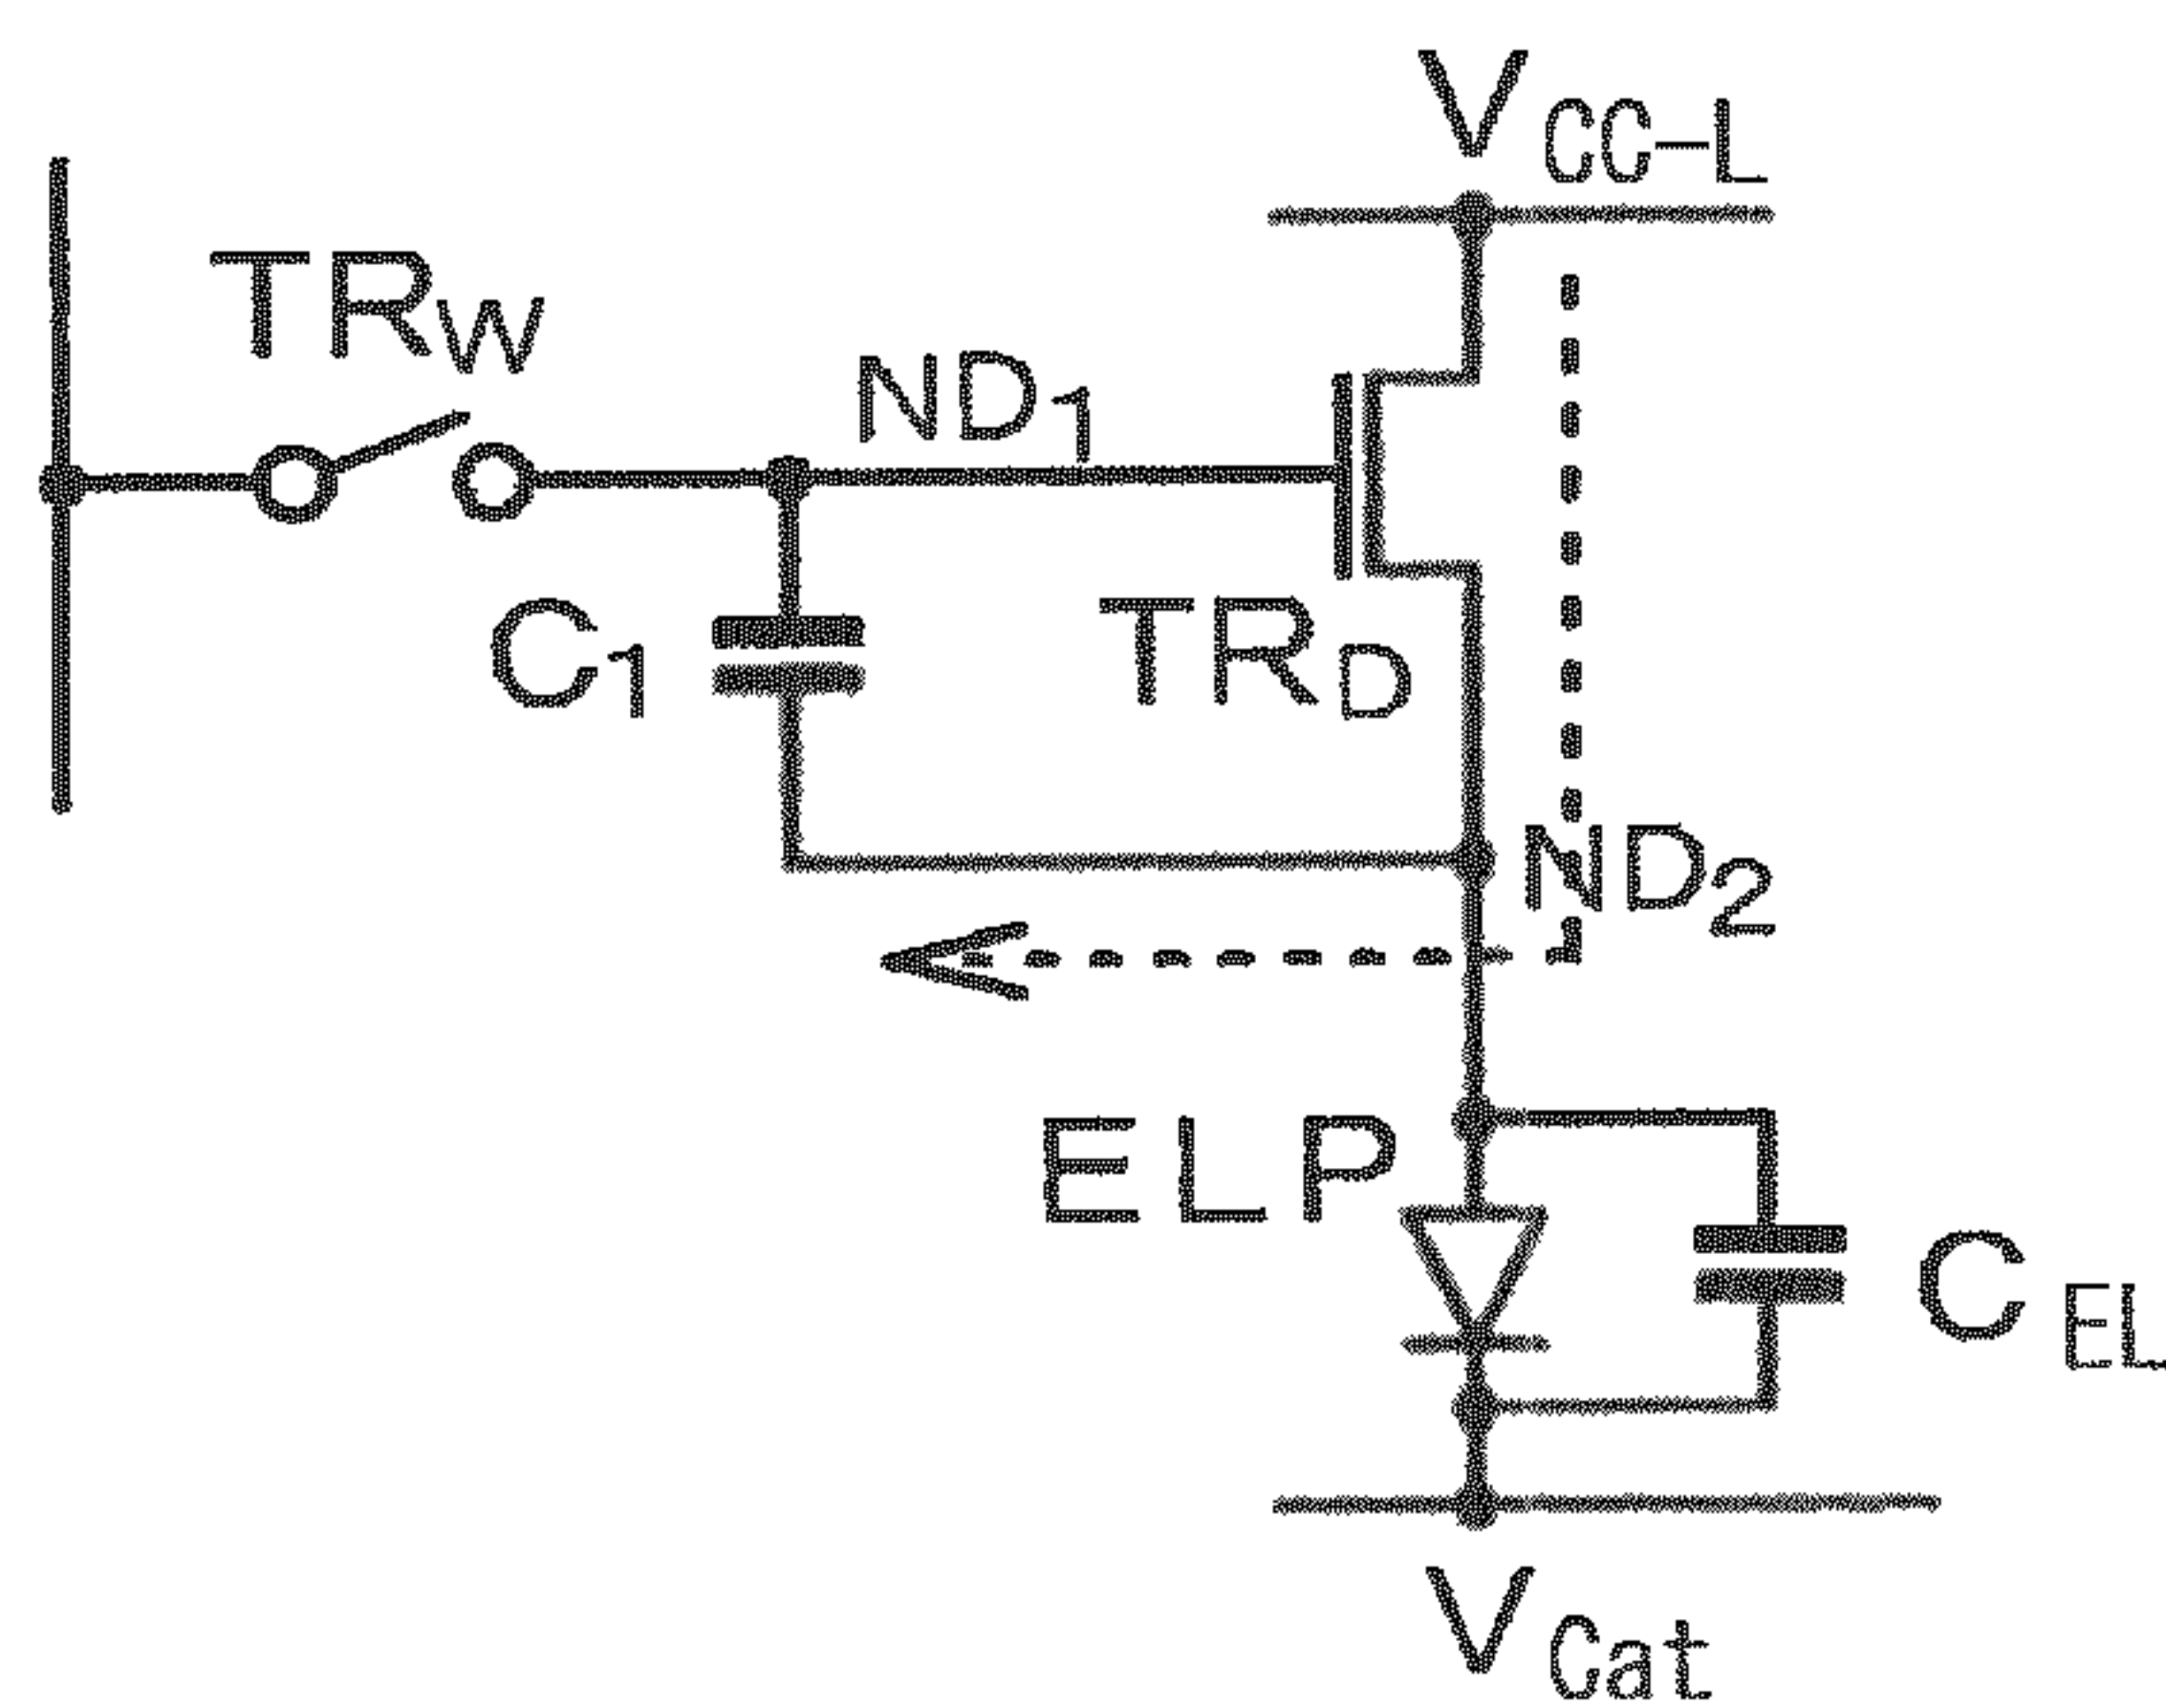 VCC-L
TRW
ND1
C1
TRD
ND2
ELP
CEL
VCat